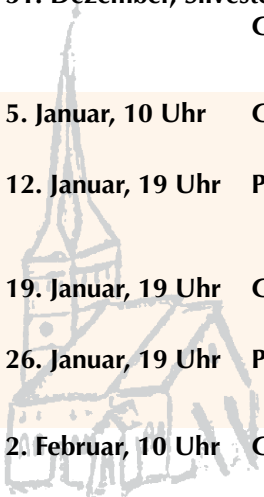 5. Januar, 10 Uhr G
12. Januar, 19 Uhr P
19. Januar, 19 Uhr G
26. Januar, 19 Uhr P
2. Februar, 10 Uhr G